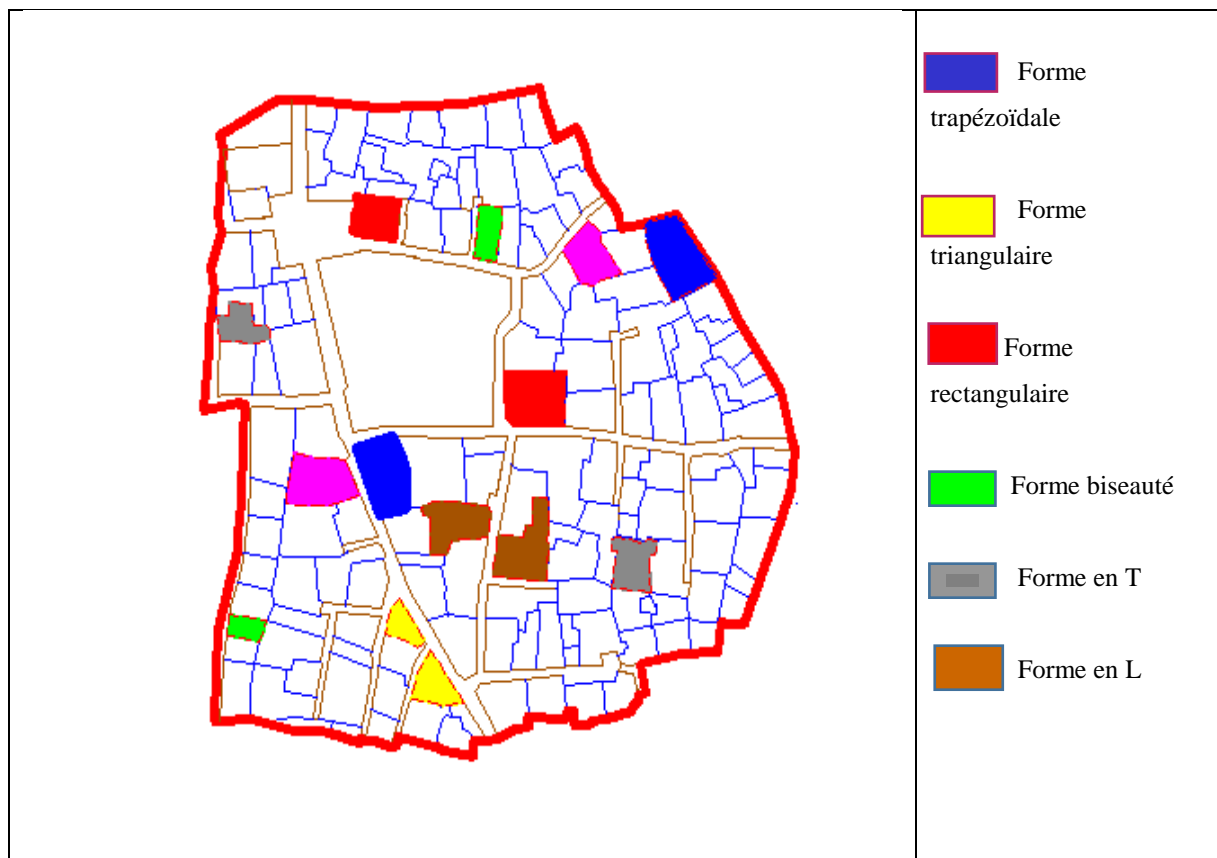 Forme
trapézoïdale
Forme
triangulaire
Forme
rectangulaire
Forme biseauté
Forme en T
Forme en L